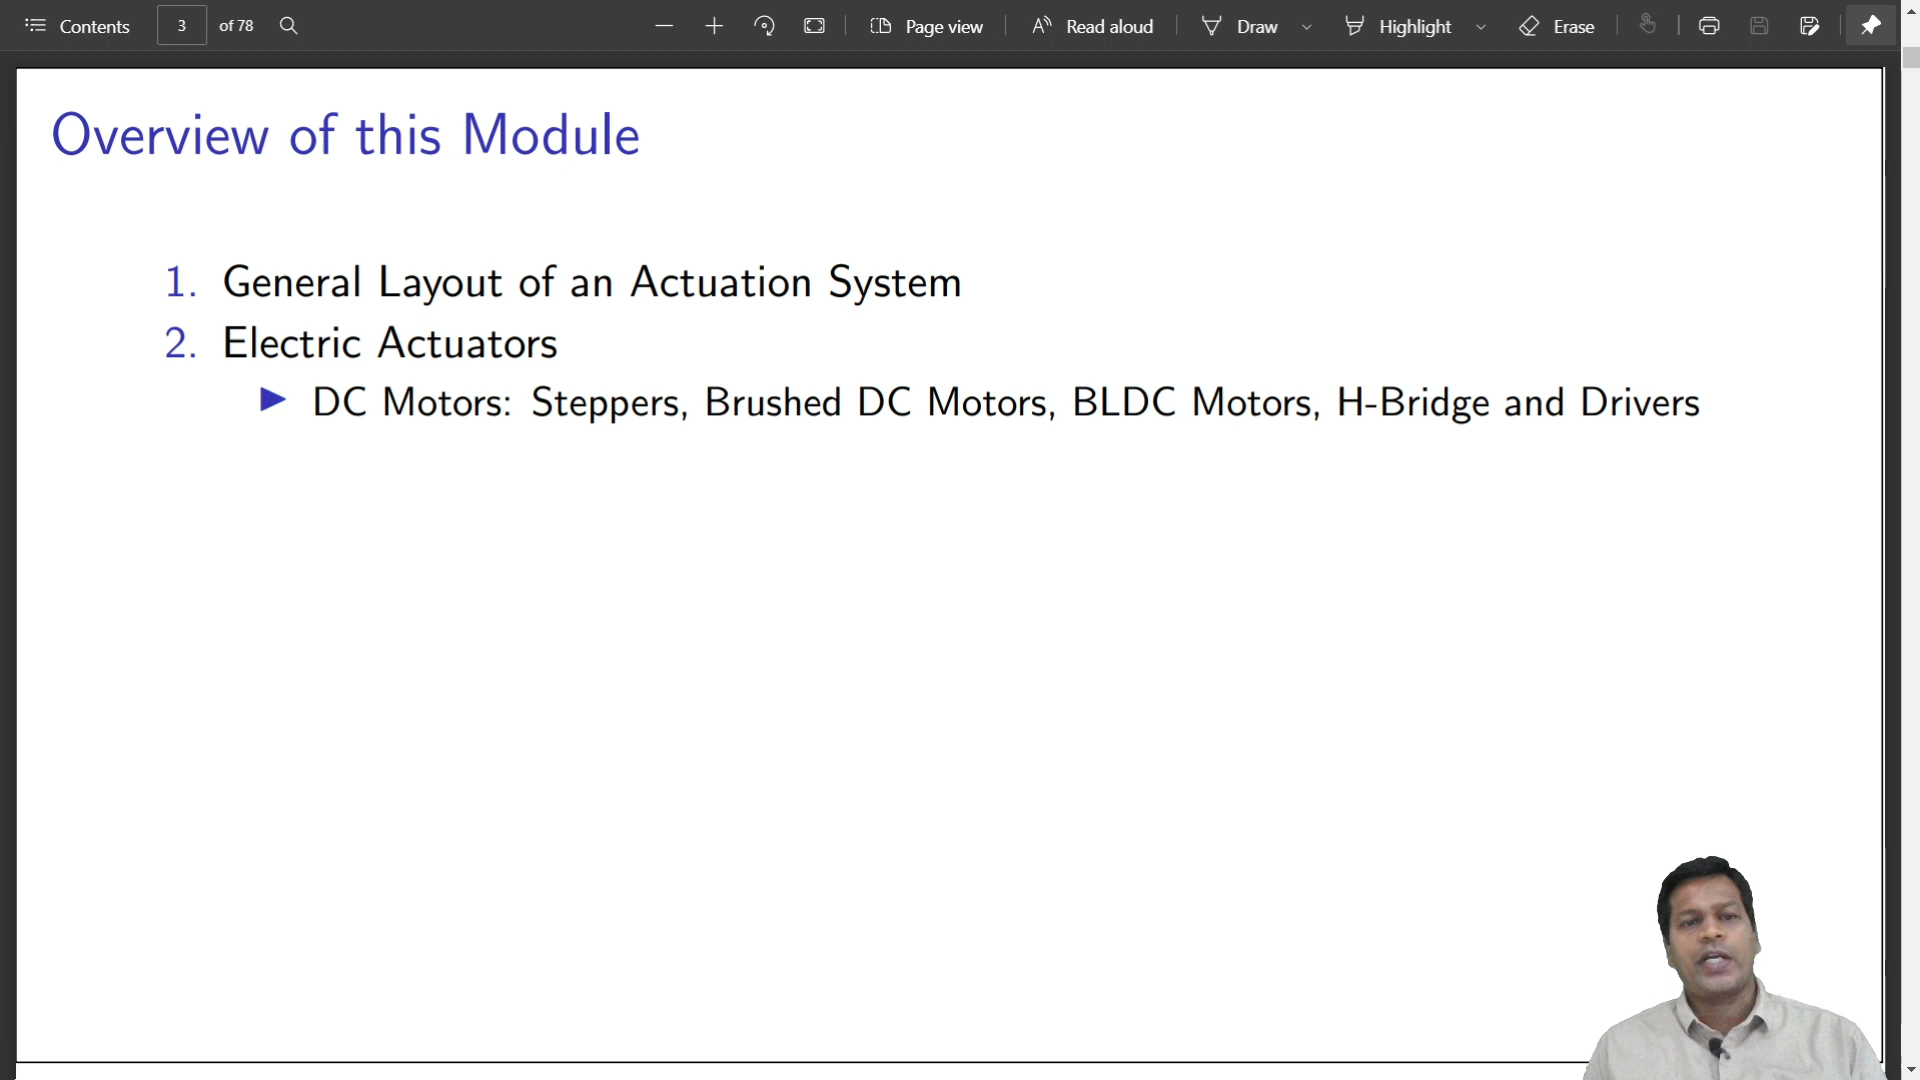 Contents 3 of 78 Page view Read aloud Draw Highlight Erase
Overview of this Module
1. General Layout of an Actuation System
2. Electric Actuators
▶ DC Motors: Steppers, Brushed DC Motors, BLDC Motors, H-Bridge and Drivers